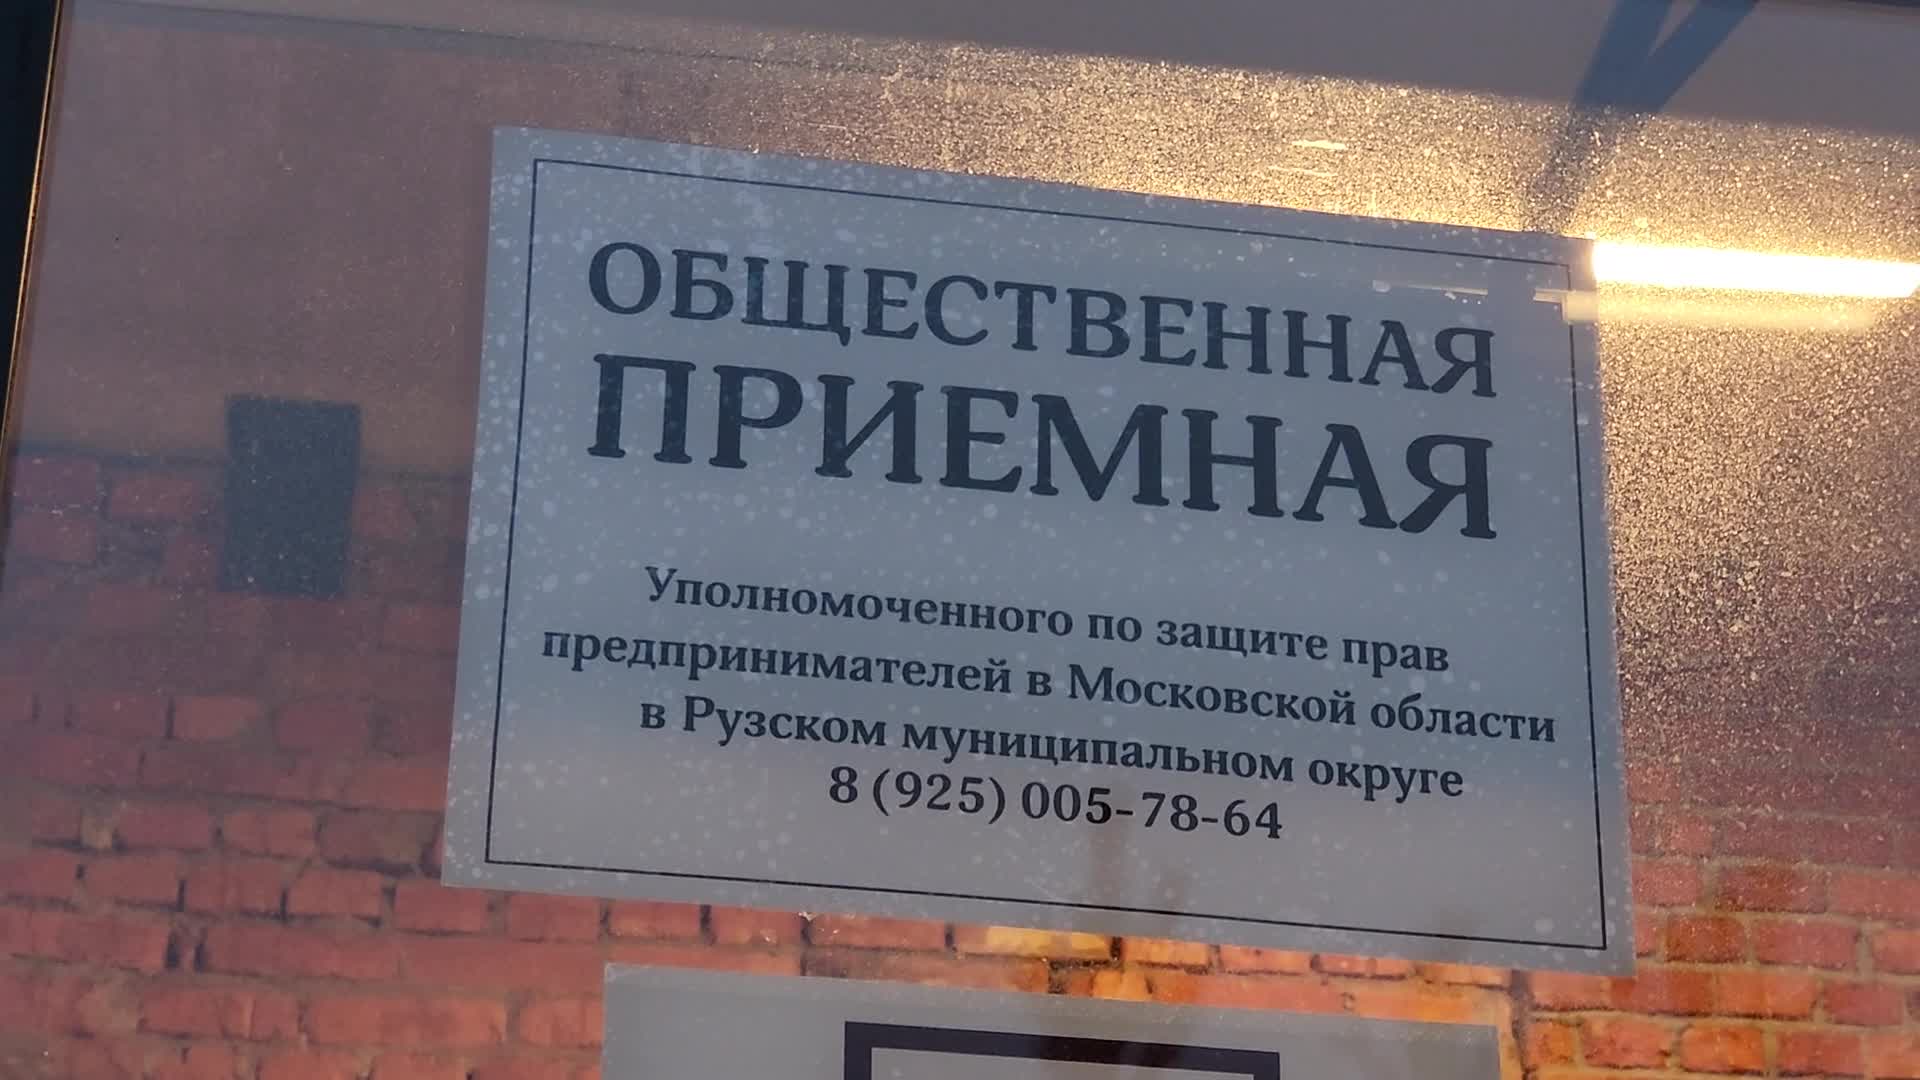 ОБЩЕСТВЕННАЯ
ПРИЕМНАЯ
Уполномоченного по защите прав
предпринимателей в Московской области
в Рузском муниципальном округе
8 (925) 005-78-64